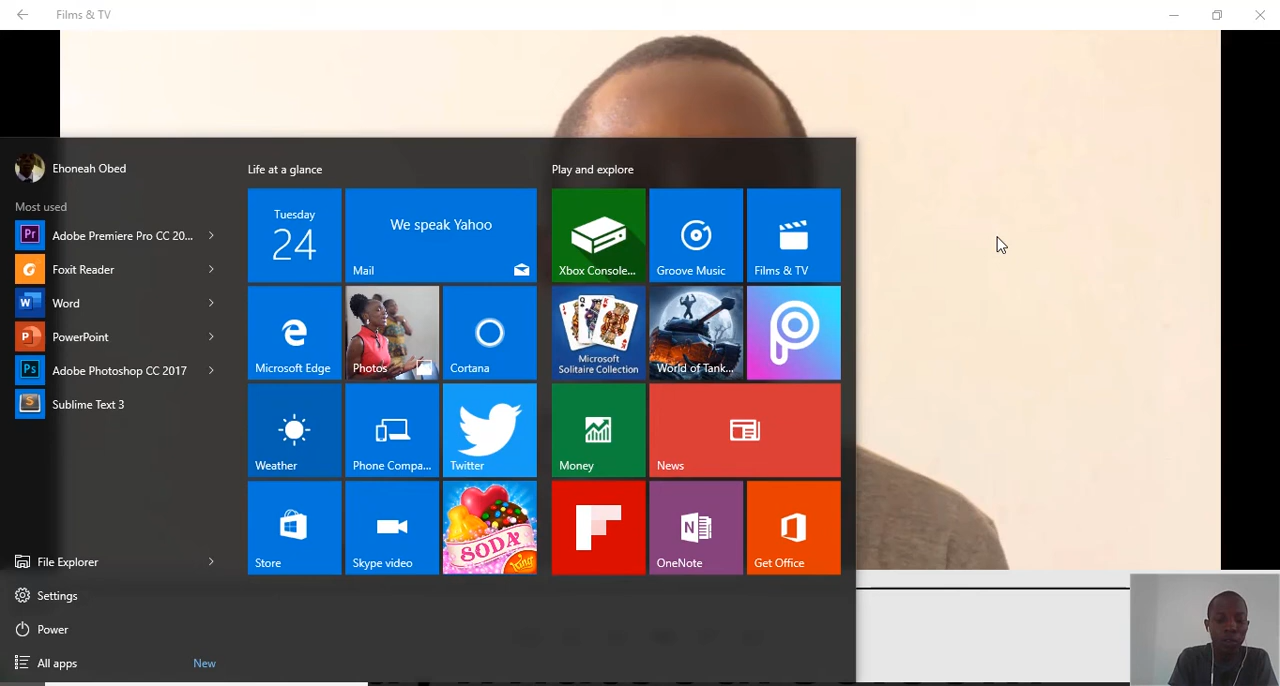 Films & TV
Ehoneah Obed
Most used
Pr
Adobe Premiere Pro CC 20...
Foxit Reader
W
Word
P
PowerPoint
Ps
Adobe Photoshop CC 2017
S
Sublime Text 3
File Explorer
Settings
Power
All apps
New
Life at a glance
Tuesday
24
We speak Yahoo
Mail
Microsoft Edge
Photos
Cortana
Weather
Phone Compa...
Twitter
Store
Skype video
SODA
King
Play and explore
Xbox Console...
Groove Music
Films & TV
Microsoft
Solitaire Collection
World of Tank...
Money
News
N
OneNote
Get Office